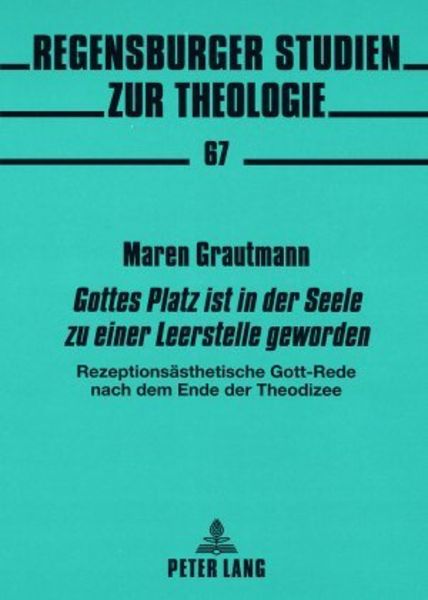 REGENSBURGER STUDIEN
ZUR THEOLOGIE
67
Maren Grautmann
Gottes Platz ist in der Seele
zu einer Leerstelle geworden
Rezeptionsästhetische Gott-Rede
nach dem Ende der Theodizee
PETER LANG